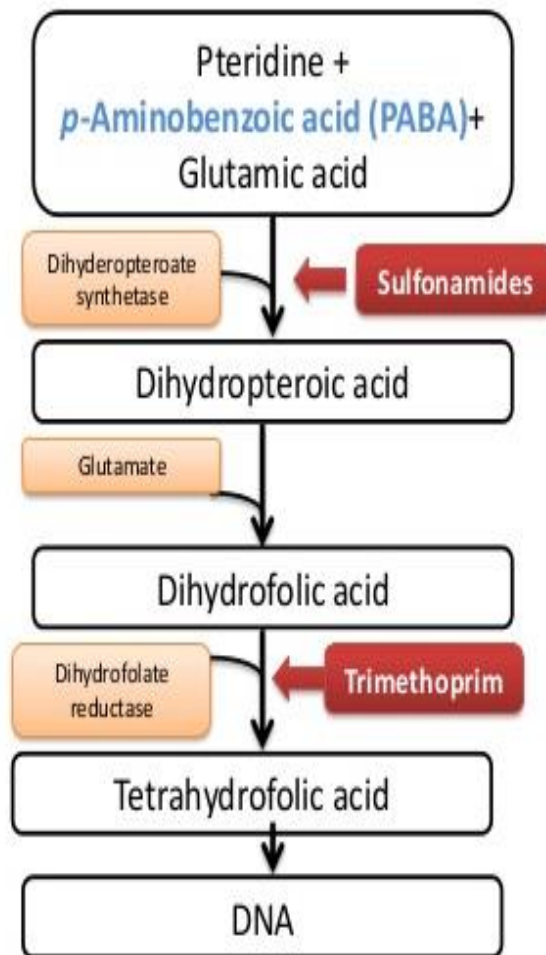 Pteridine +
p-Aminobenzoic acid (PABA)+
Glutamic acid
Dihyderopteroate
synthetase
Sulfonamides
Dihydropteroic acid
Glutamate
Dihydrofolic acid
Dihydrofolate
reductase
Trimethoprim
Tetrahydrofolic acid
DNA